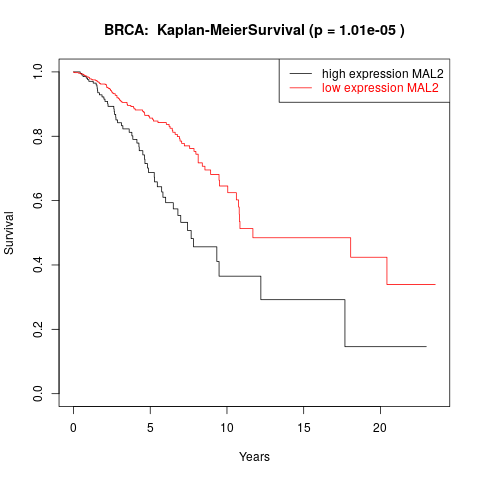 BRCA:  Kaplan-MeierSurvival (p = 1.01e-05 )
high expression MAL2
low expression MAL2
Survival
1.0
0.8
0.6
0.4
0.2
0.0
0 5 10 15 20
Years